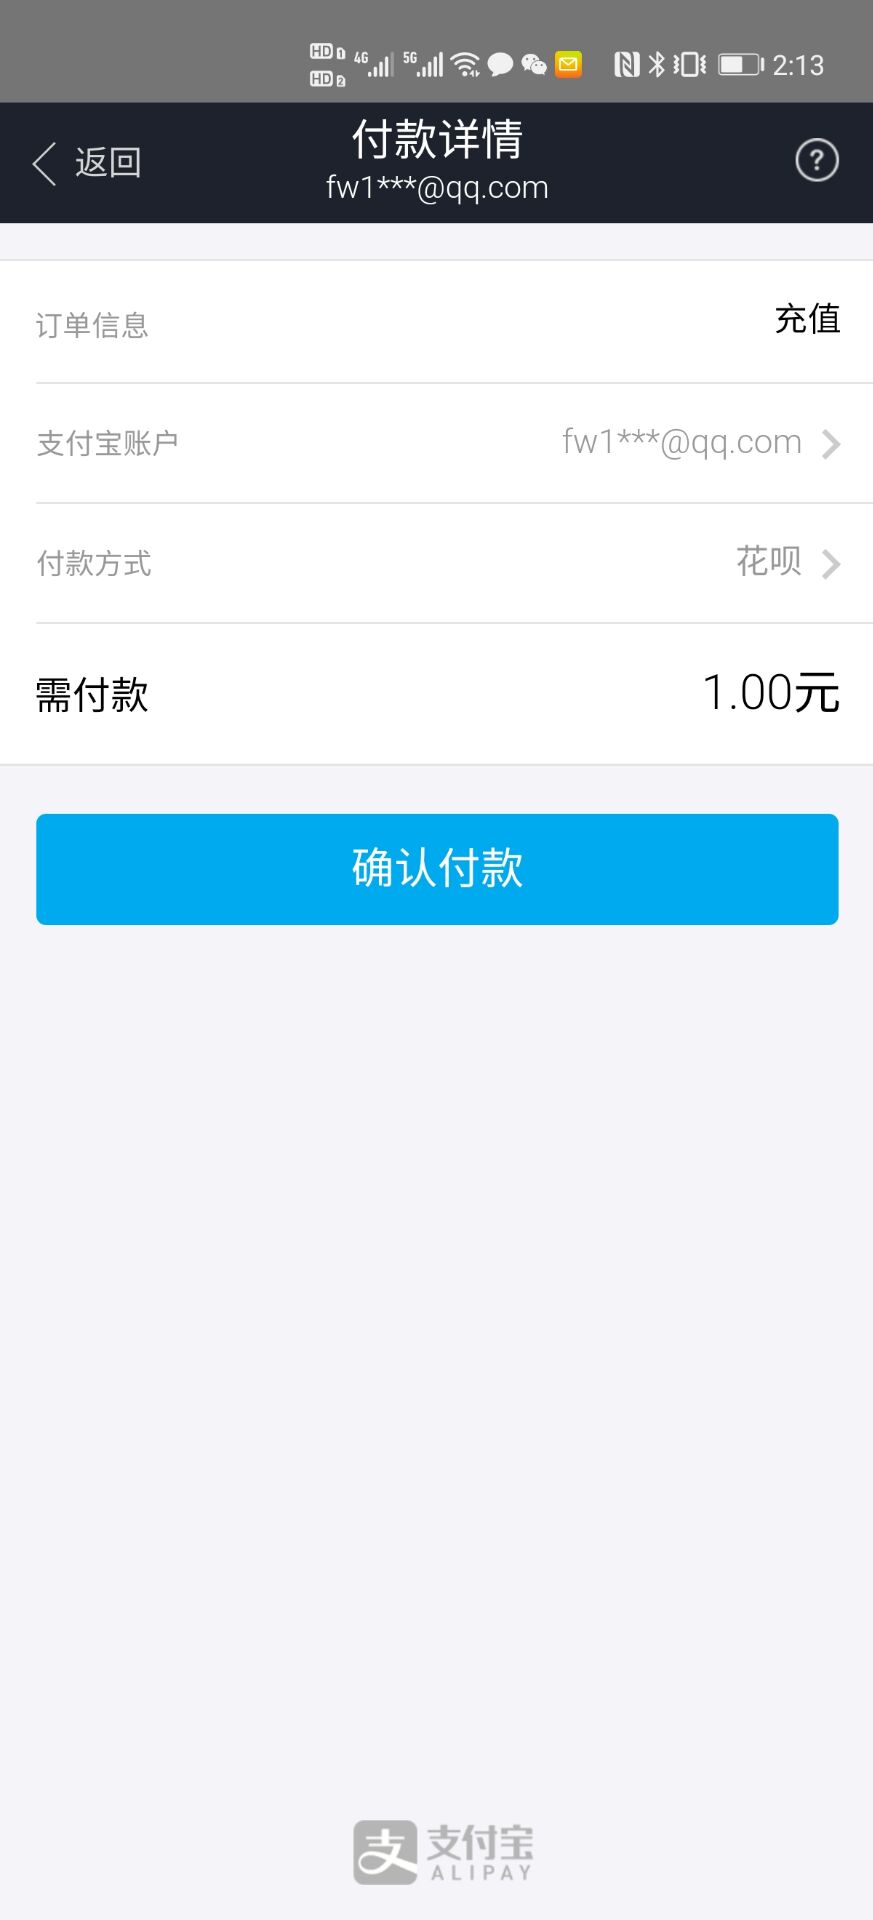 HD 1 4G 5G 2:13
HD 2
返回 付款详情 ?
fw1***@qq.com
订单信息 充值
支付宝账户 fw1***@qq.com
付款方式 花呗
需付款 1.00元
确认付款
支 支付宝
ALIPAY